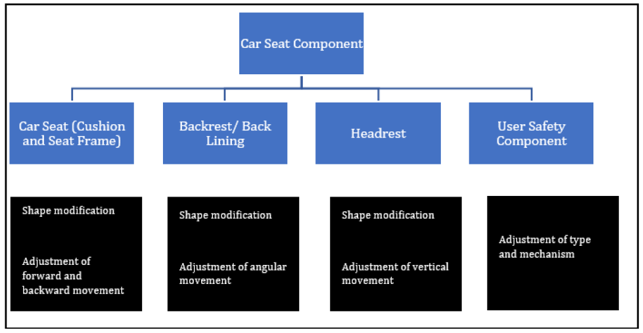 Car Seat Component
Car Seat (Cushion
and Seat Frame)
Backrest/ Back
Lining
Headrest
User Safety
Component
Shape modification
Adjustment of
forward and
backward movement
Shape modification
Adjustment of angular
movement
Shape modification
Adjustment of vertical
movement
Adjustment of type
and mechanism